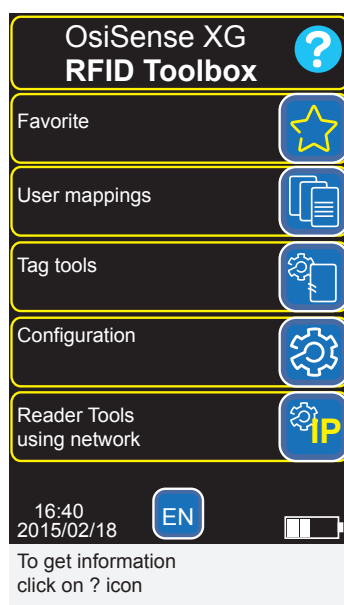 OsiSense XG
RFID Toolbox
?
Favorite
User mappings
Tag tools
Configuration
Reader Tools
using network
IP
16:40
EN
2015/02/18
To get information
click on ? icon